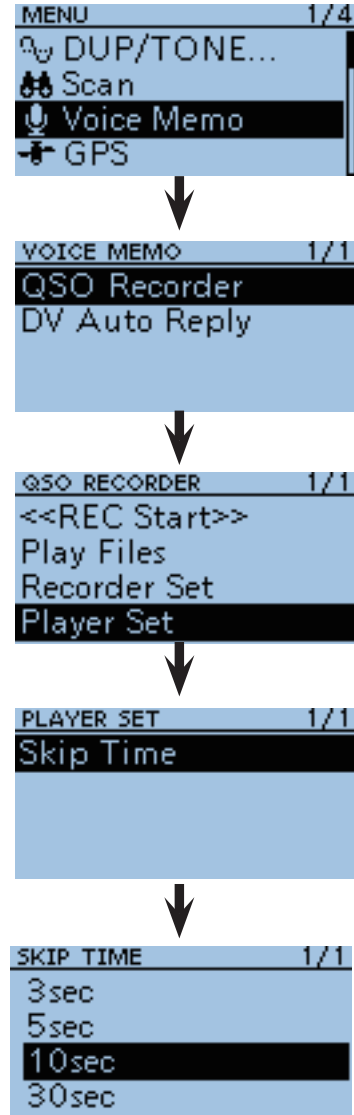 MENU 1/4
DUP/TONE...
Scan
Voice Memo
GPS
VOICE MEMO 1/1
QSO Recorder
DV Auto Reply
QSO RECORDER 1/1
<<REC Start>>
Play Files
Recorder Set
Player Set
PLAYER SET 1/1
Skip Time
SKIP TIME 1/1
3sec
5sec
10sec
30sec